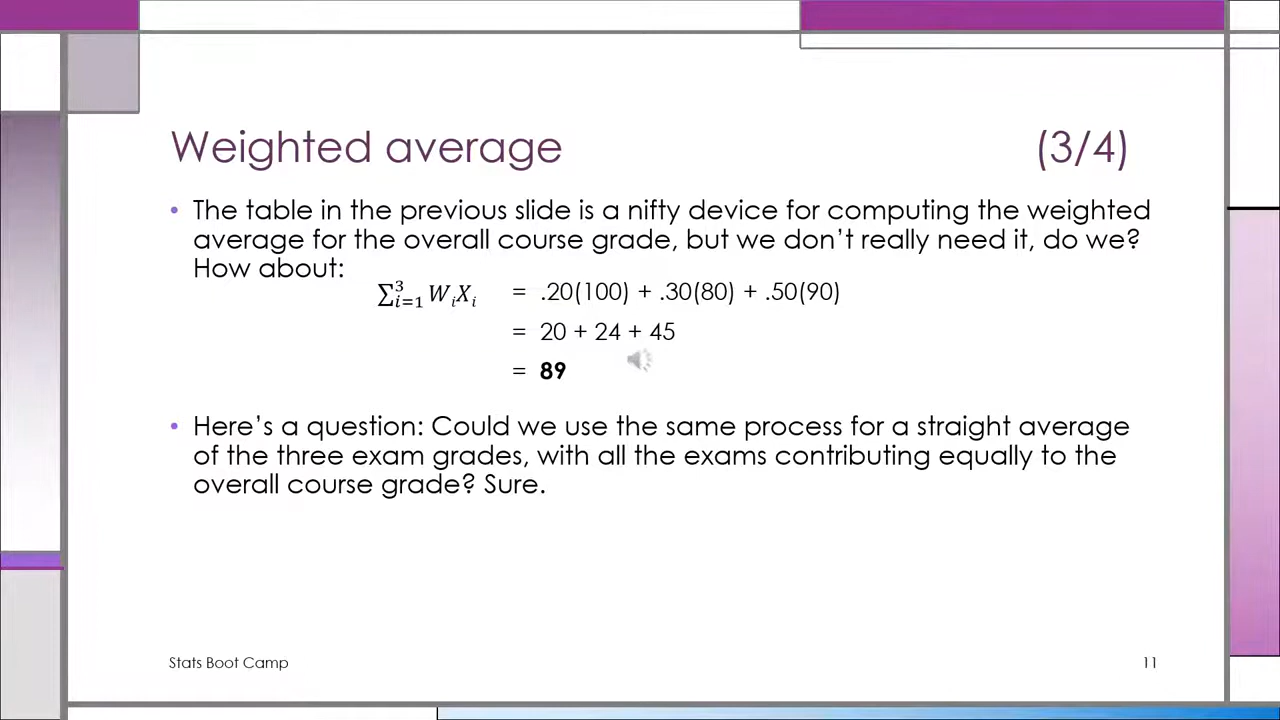 Weighted average (3/4)
• The table in the previous slide is a nifty device for computing the weighted
average for the overall course grade, but we don’t really need it, do we?
How about:
∑³ᵢ₌₁ WᵢXᵢ = .20(100) + .30(80) + .50(90)
= 20 + 24 + 45
= 89
• Here’s a question: Could we use the same process for a straight average
of the three exam grades, with all the exams contributing equally to the
overall course grade? Sure.
Stats Boot Camp 11